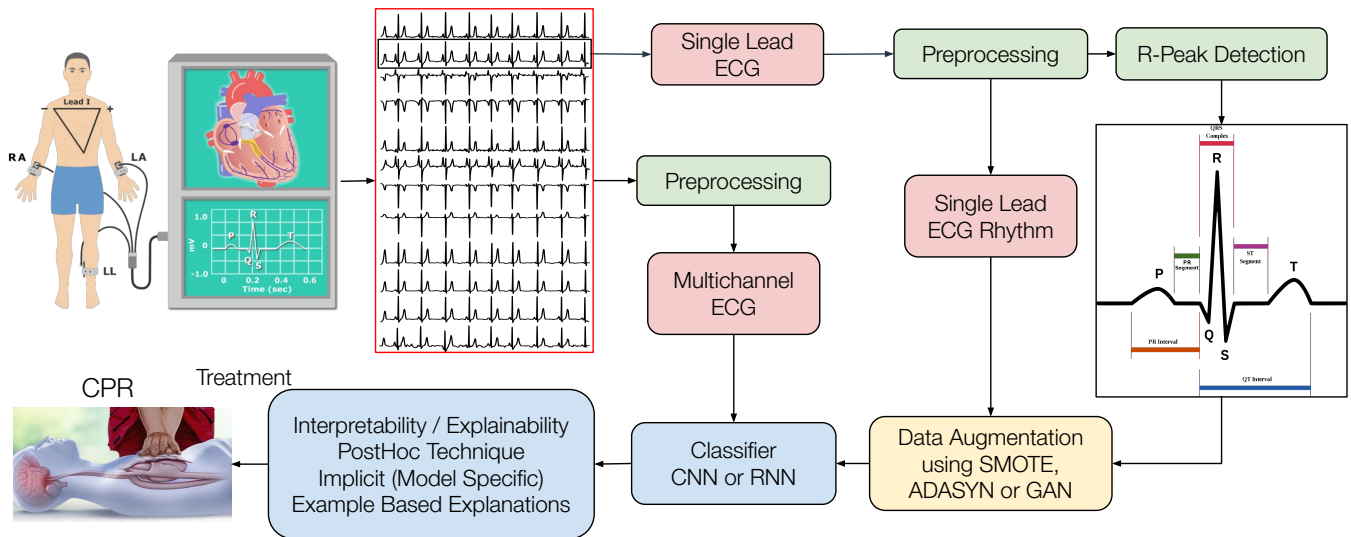 Lead I
− +
RA
LA
LL
1.0
0
-1.0
mV
R
P
T
Q
S
0 0.2 0.4 0.6
Time (sec)
Single Lead
ECG
Preprocessing
R-Peak Detection
Preprocessing
Multichannel
ECG
Single Lead
ECG Rhythm
QRS
Complex
R
PR
Segment
ST
Segment
P
T
Q
S
PR Interval
QT Interval
Data Augmentation
using SMOTE,
ADASYN or GAN
Classifier
CNN or RNN
Interpretability / Explainability
PostHoc Technique
Implicit (Model Specific)
Example Based Explanations
Treatment
CPR